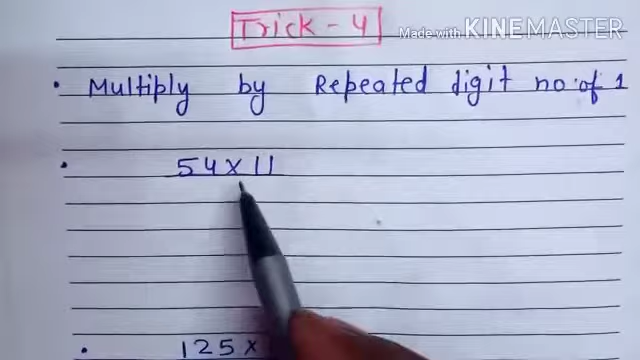 Trick - 4
Made with KINEMASTER
• Multiply by Repeated digit no. of 1
• 54 x 11
• 125 x